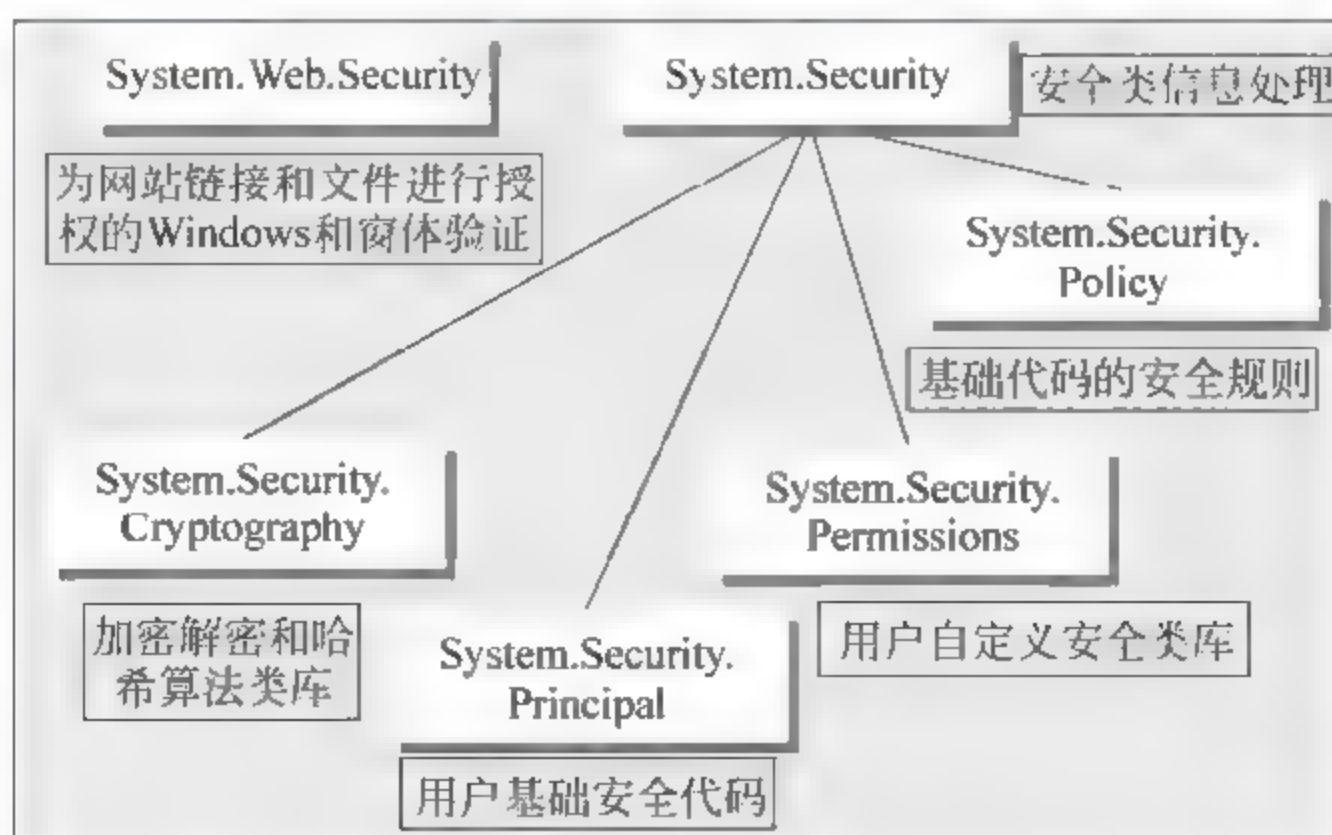 System.Web.Security
System.Security
安全类信息处理
为网站链接和文件进行授
权的Windows和窗体验证
System.Security.
Policy
基础代码的安全规则
System.Security.
Cryptography
加密解密和哈
希算法类库
System.Security.
Permissions
用户自定义安全类库
System.Security.
Principal
用户基础安全代码